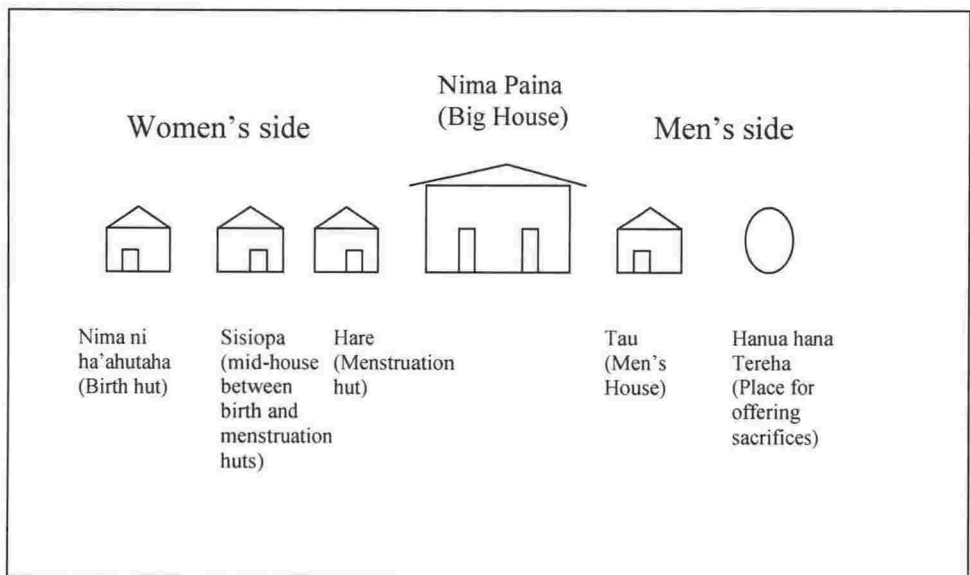 Nima Paina
(Big House)
Women's side
Men's side
Nima ni
ha'ahutaha
(Birth hut)
Sisiopa
(mid-house
between
birth and
menstruation
huts)
Hare
(Menstruation
hut)
Tau
(Men's
House)
Hanua hana
Tereha
(Place for
offering
sacrifices)